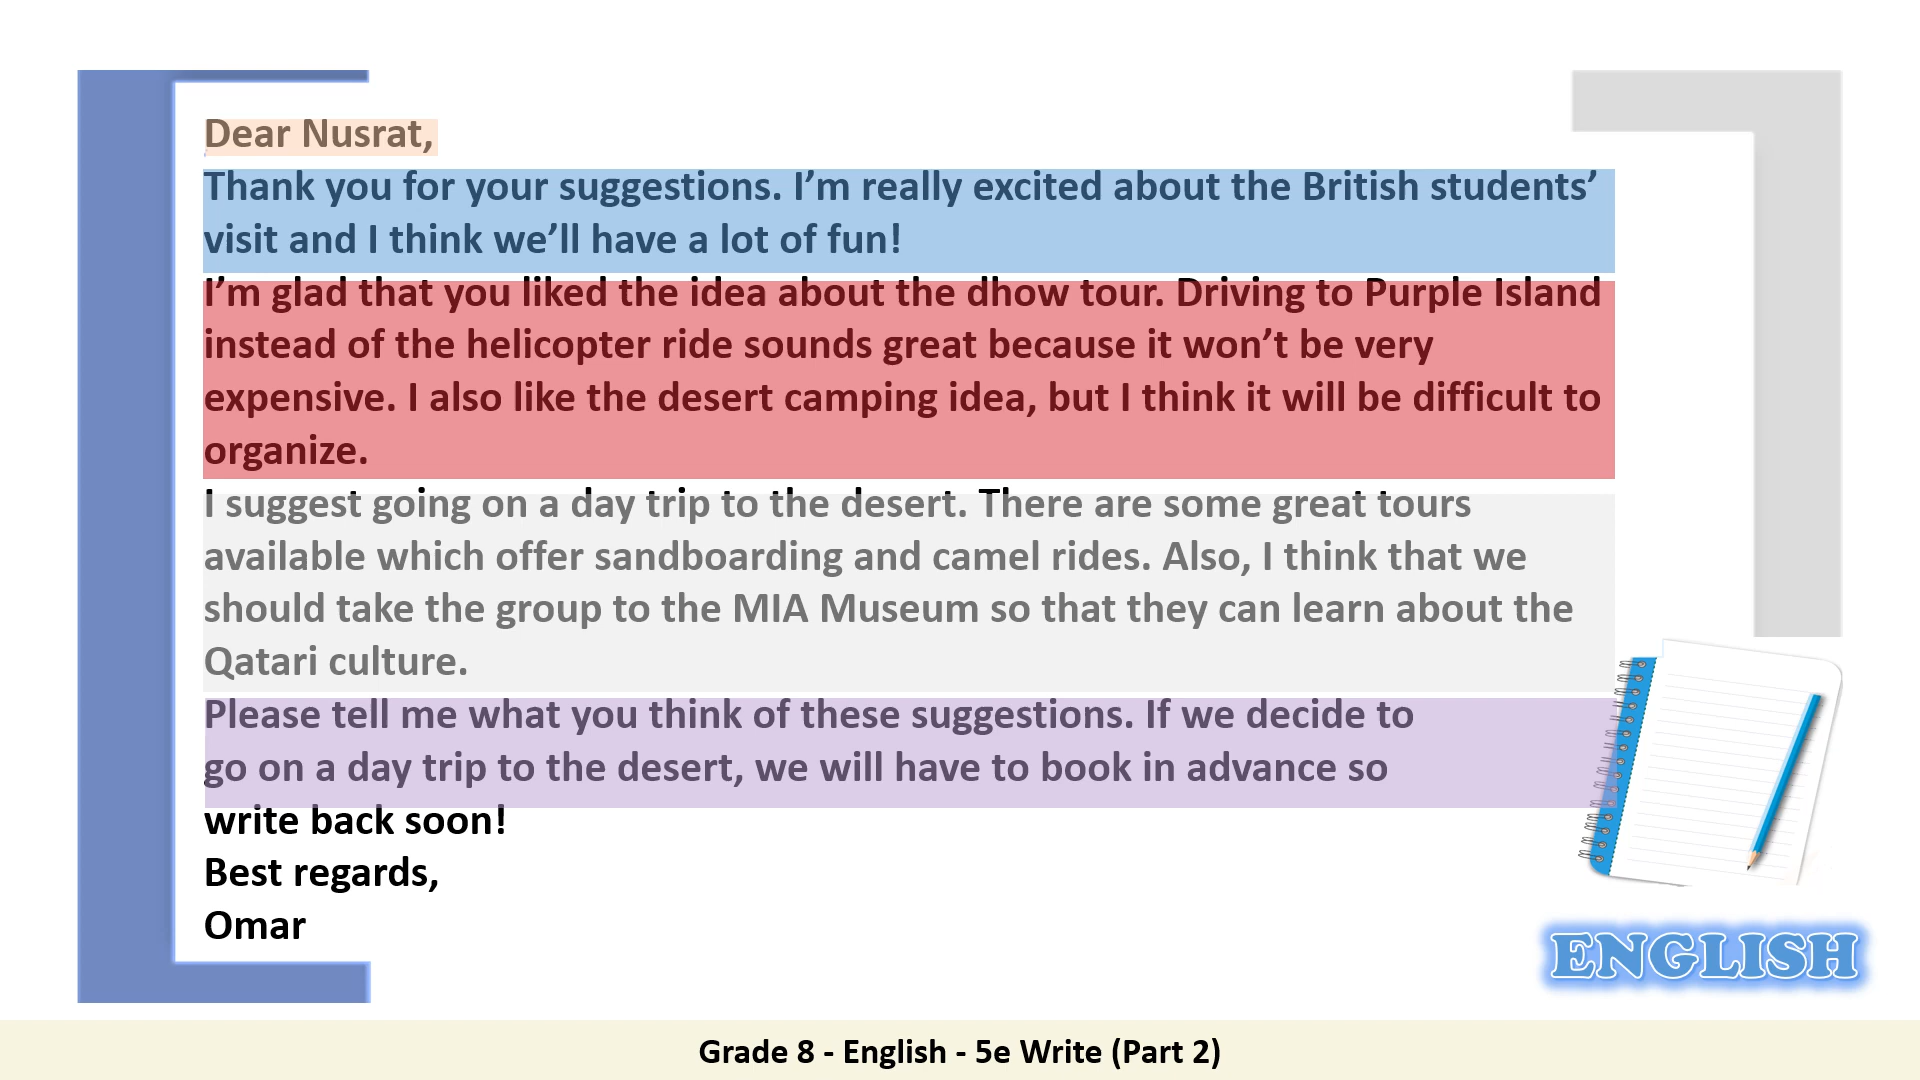 Dear Nusrat,
Thank you for your suggestions. I’m really excited about the British students’
visit and I think we’ll have a lot of fun!
I’m glad that you liked the idea about the dhow tour. Driving to Purple Island
instead of the helicopter ride sounds great because it won’t be very
expensive. I also like the desert camping idea, but I think it will be difficult to
organize.
I suggest going on a day trip to the desert. There are some great tours
available which offer sandboarding and camel rides. Also, I think that we
should take the group to the MIA Museum so that they can learn about the
Qatari culture.
Please tell me what you think of these suggestions. If we decide to
go on a day trip to the desert, we will have to book in advance so
write back soon!
Best regards,
Omar
ENGLISH
Grade 8 - English - 5e Write (Part 2)